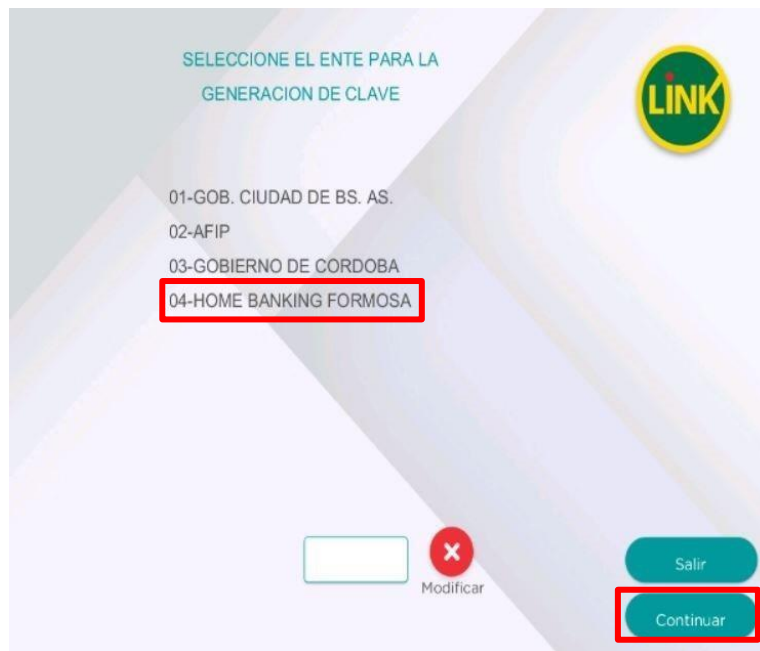 SELECCIONE EL ENTE PARA LA
GENERACION DE CLAVE
LINK
01-GOB. CIUDAD DE BS. AS.
02-AFIP
03-GOBIERNO DE CORDOBA
04-HOME BANKING FORMOSA
Modificar
Salir
Continuar